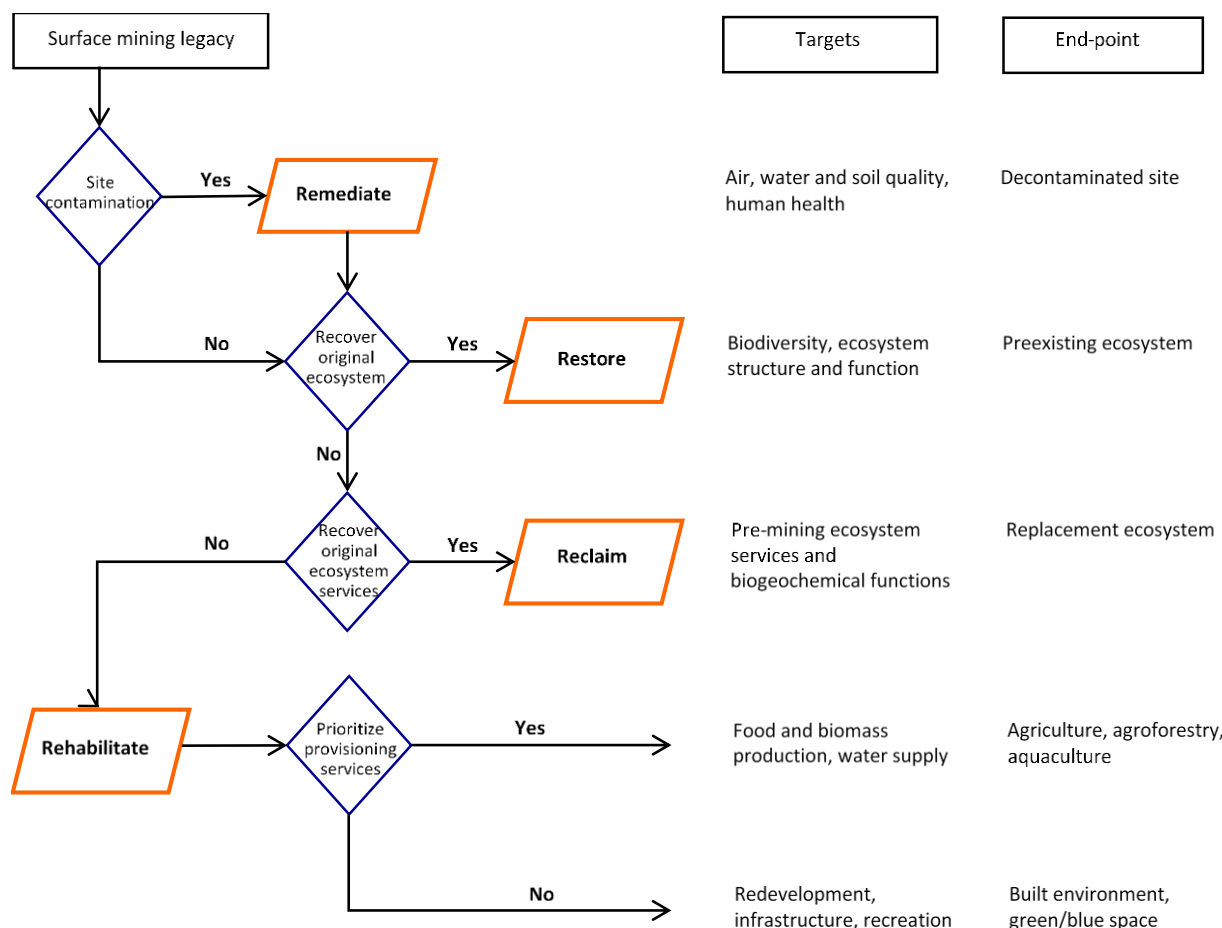 Surface mining legacy
Targets
End-point
Site
contamination
Yes
Remediate
Air, water and soil quality,
human health
Decontaminated site
No
Recover
original
ecosystem
Yes
Restore
Biodiversity, ecosystem
structure and function
Preexisting ecosystem
No
No
Recover
original
ecosystem
services
Yes
Reclaim
Pre-mining ecosystem
services and
biogeochemical functions
Replacement ecosystem
Rehabilitate
Prioritize
provisioning
services
Yes
Food and biomass
production, water supply
Agriculture, agroforestry,
aquaculture
No
Redevelopment,
infrastructure, recreation
Built environment,
green/blue space